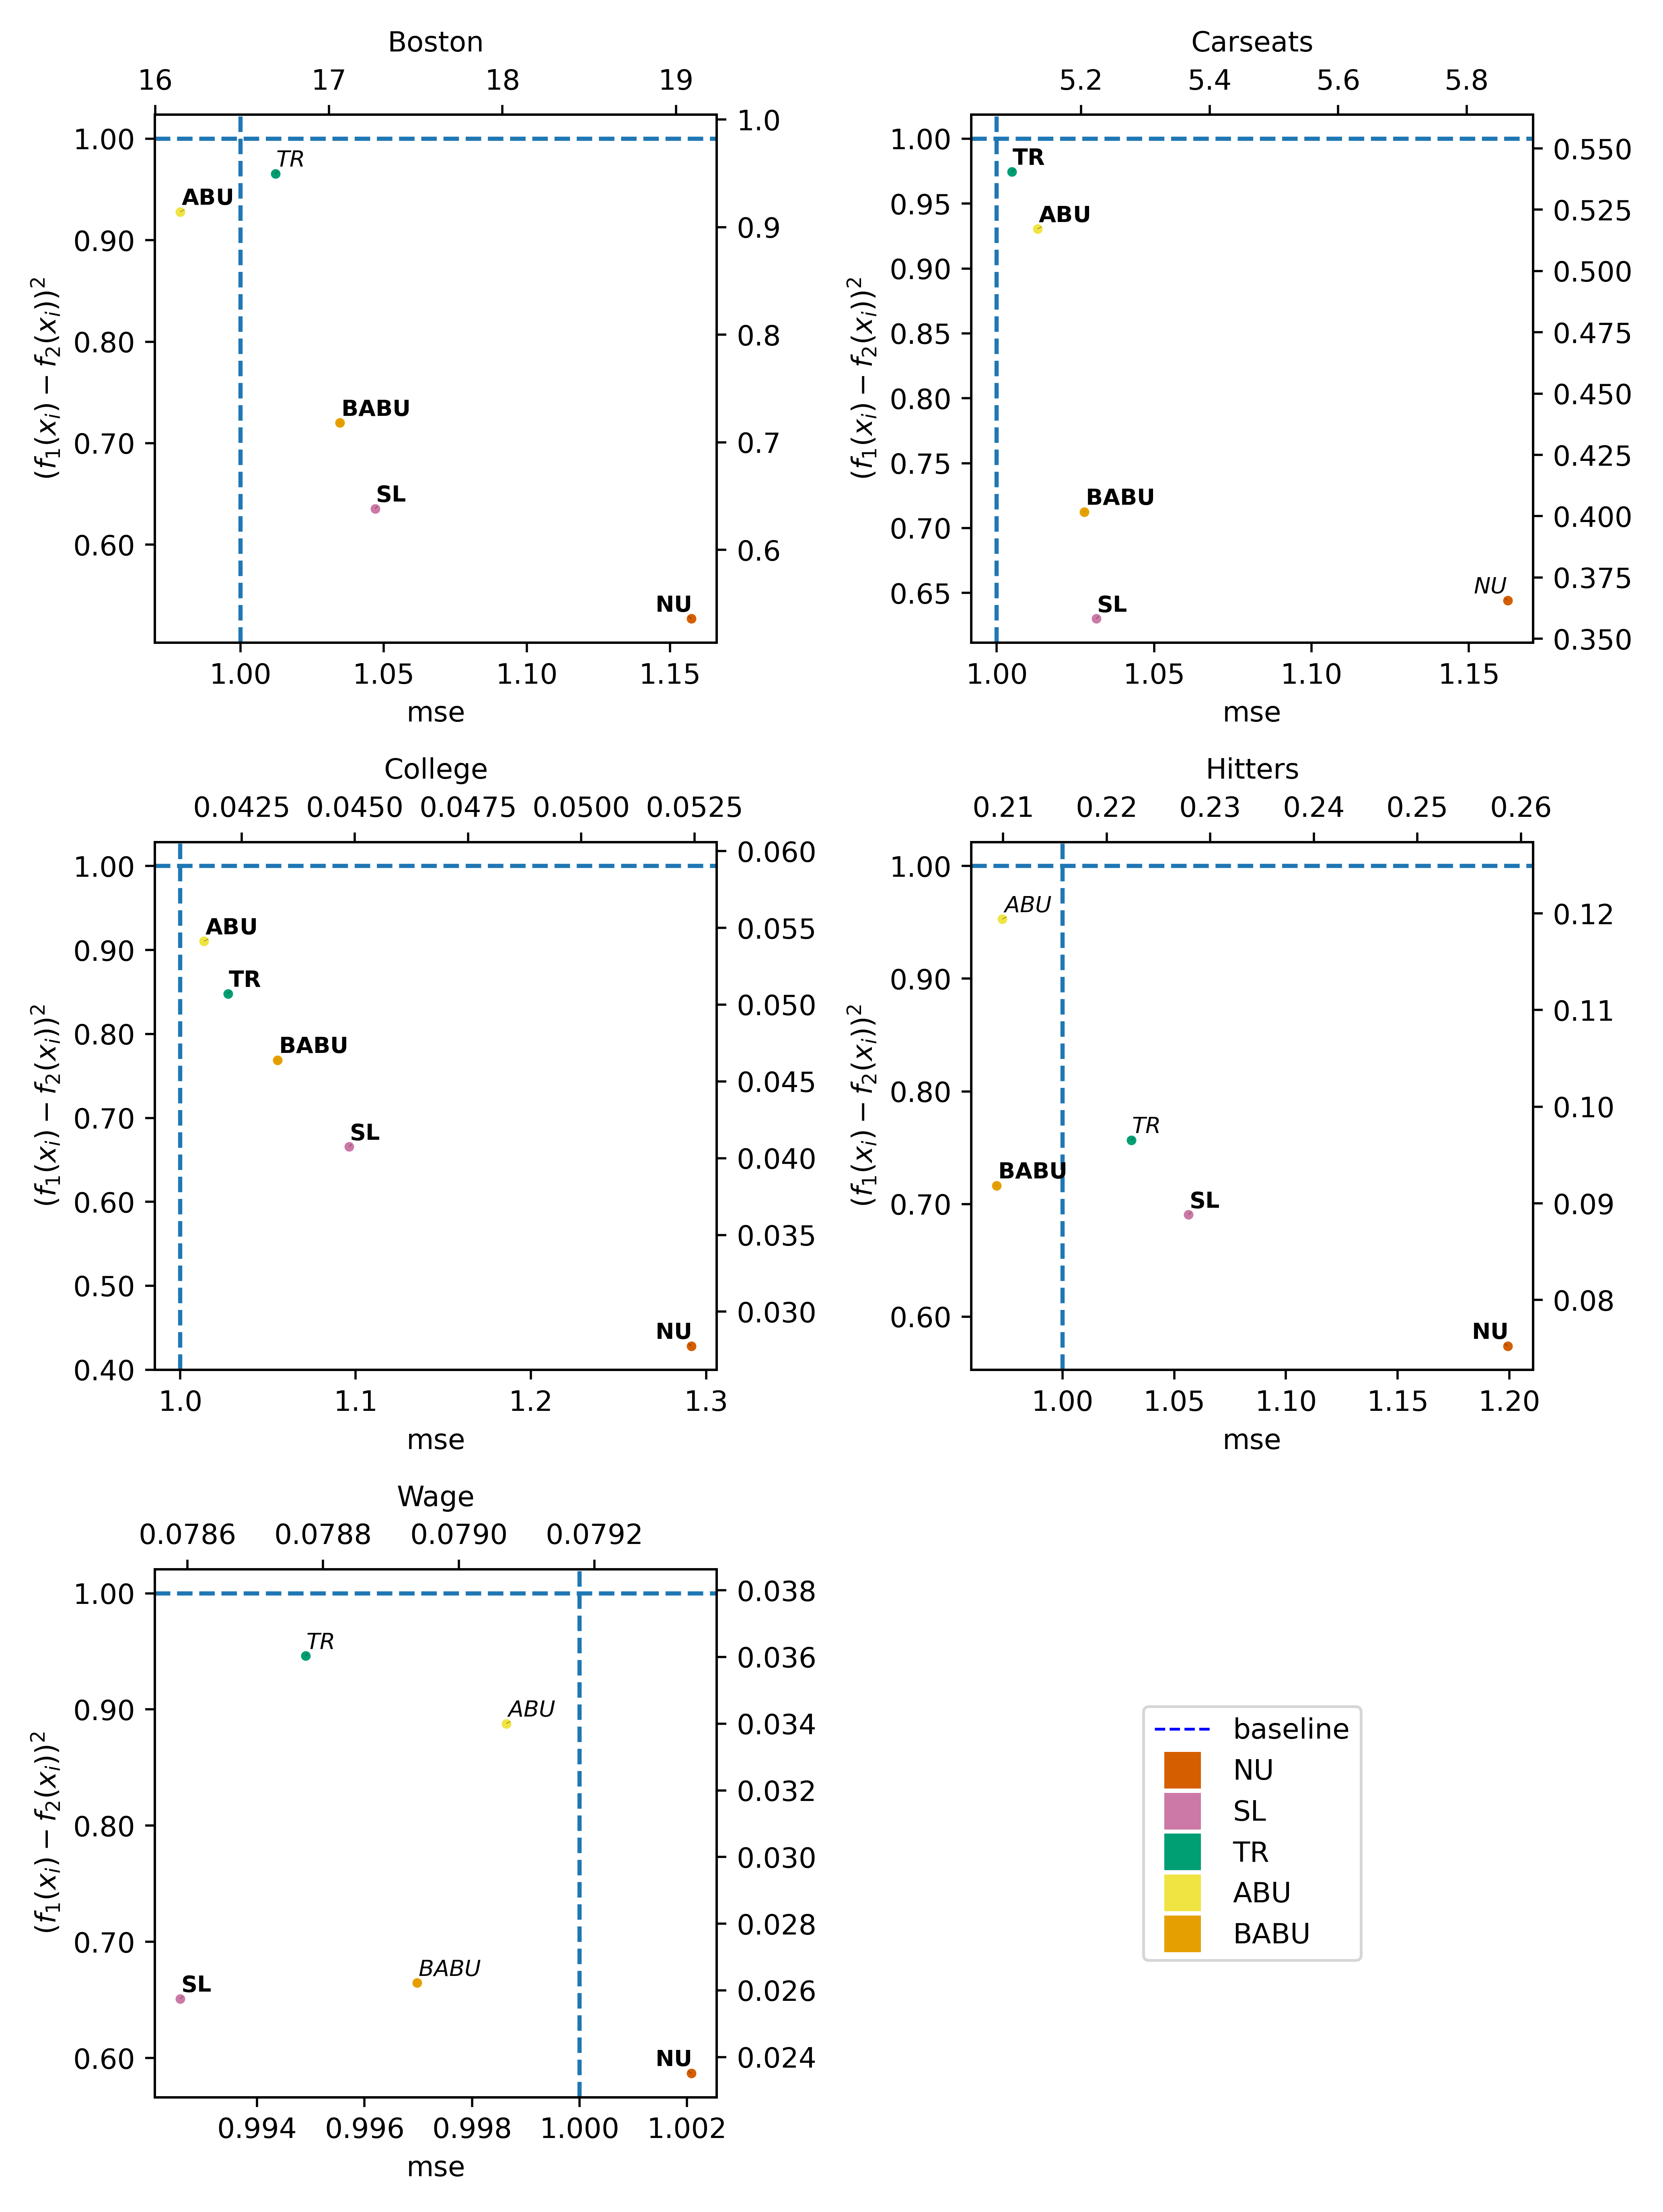 Boston
16 17 18 19
1.00 0.90 0.80 0.70 0.60
1.0 0.9 0.8 0.7 0.6
(f₁(xᵢ) − f₂(xᵢ))²
TR
ABU
BABU
SL
NU
1.00 1.05 1.10 1.15
mse
Carseats
5.2 5.4 5.6 5.8
1.00 0.95 0.90 0.85 0.80 0.75 0.70 0.65
0.550 0.525 0.500 0.475 0.450 0.425 0.400 0.375 0.350
(f₁(xᵢ) − f₂(xᵢ))²
TR
ABU
BABU
NU
SL
1.00 1.05 1.10 1.15
mse
College
0.0425 0.0450 0.0475 0.0500 0.0525
1.00 0.90 0.80 0.70 0.60 0.50 0.40
0.060 0.055 0.050 0.045 0.040 0.035 0.030
(f₁(xᵢ) − f₂(xᵢ))²
ABU
TR
BABU
SL
NU
1.0 1.1 1.2 1.3
mse
Hitters
0.21 0.22 0.23 0.24 0.25 0.26
1.00 0.90 0.80 0.70 0.60
0.12 0.11 0.10 0.09 0.08
(f₁(xᵢ) − f₂(xᵢ))²
ABU
TR
BABU
SL
NU
1.00 1.05 1.10 1.15 1.20
mse
Wage
0.0786 0.0788 0.0790 0.0792
1.00 0.90 0.80 0.70 0.60
0.038 0.036 0.034 0.032 0.030 0.028 0.026 0.024
(f₁(xᵢ) − f₂(xᵢ))²
TR
ABU
BABU
SL
NU
0.994 0.996 0.998 1.000 1.002
mse
baseline
NU
SL
TR
ABU
BABU